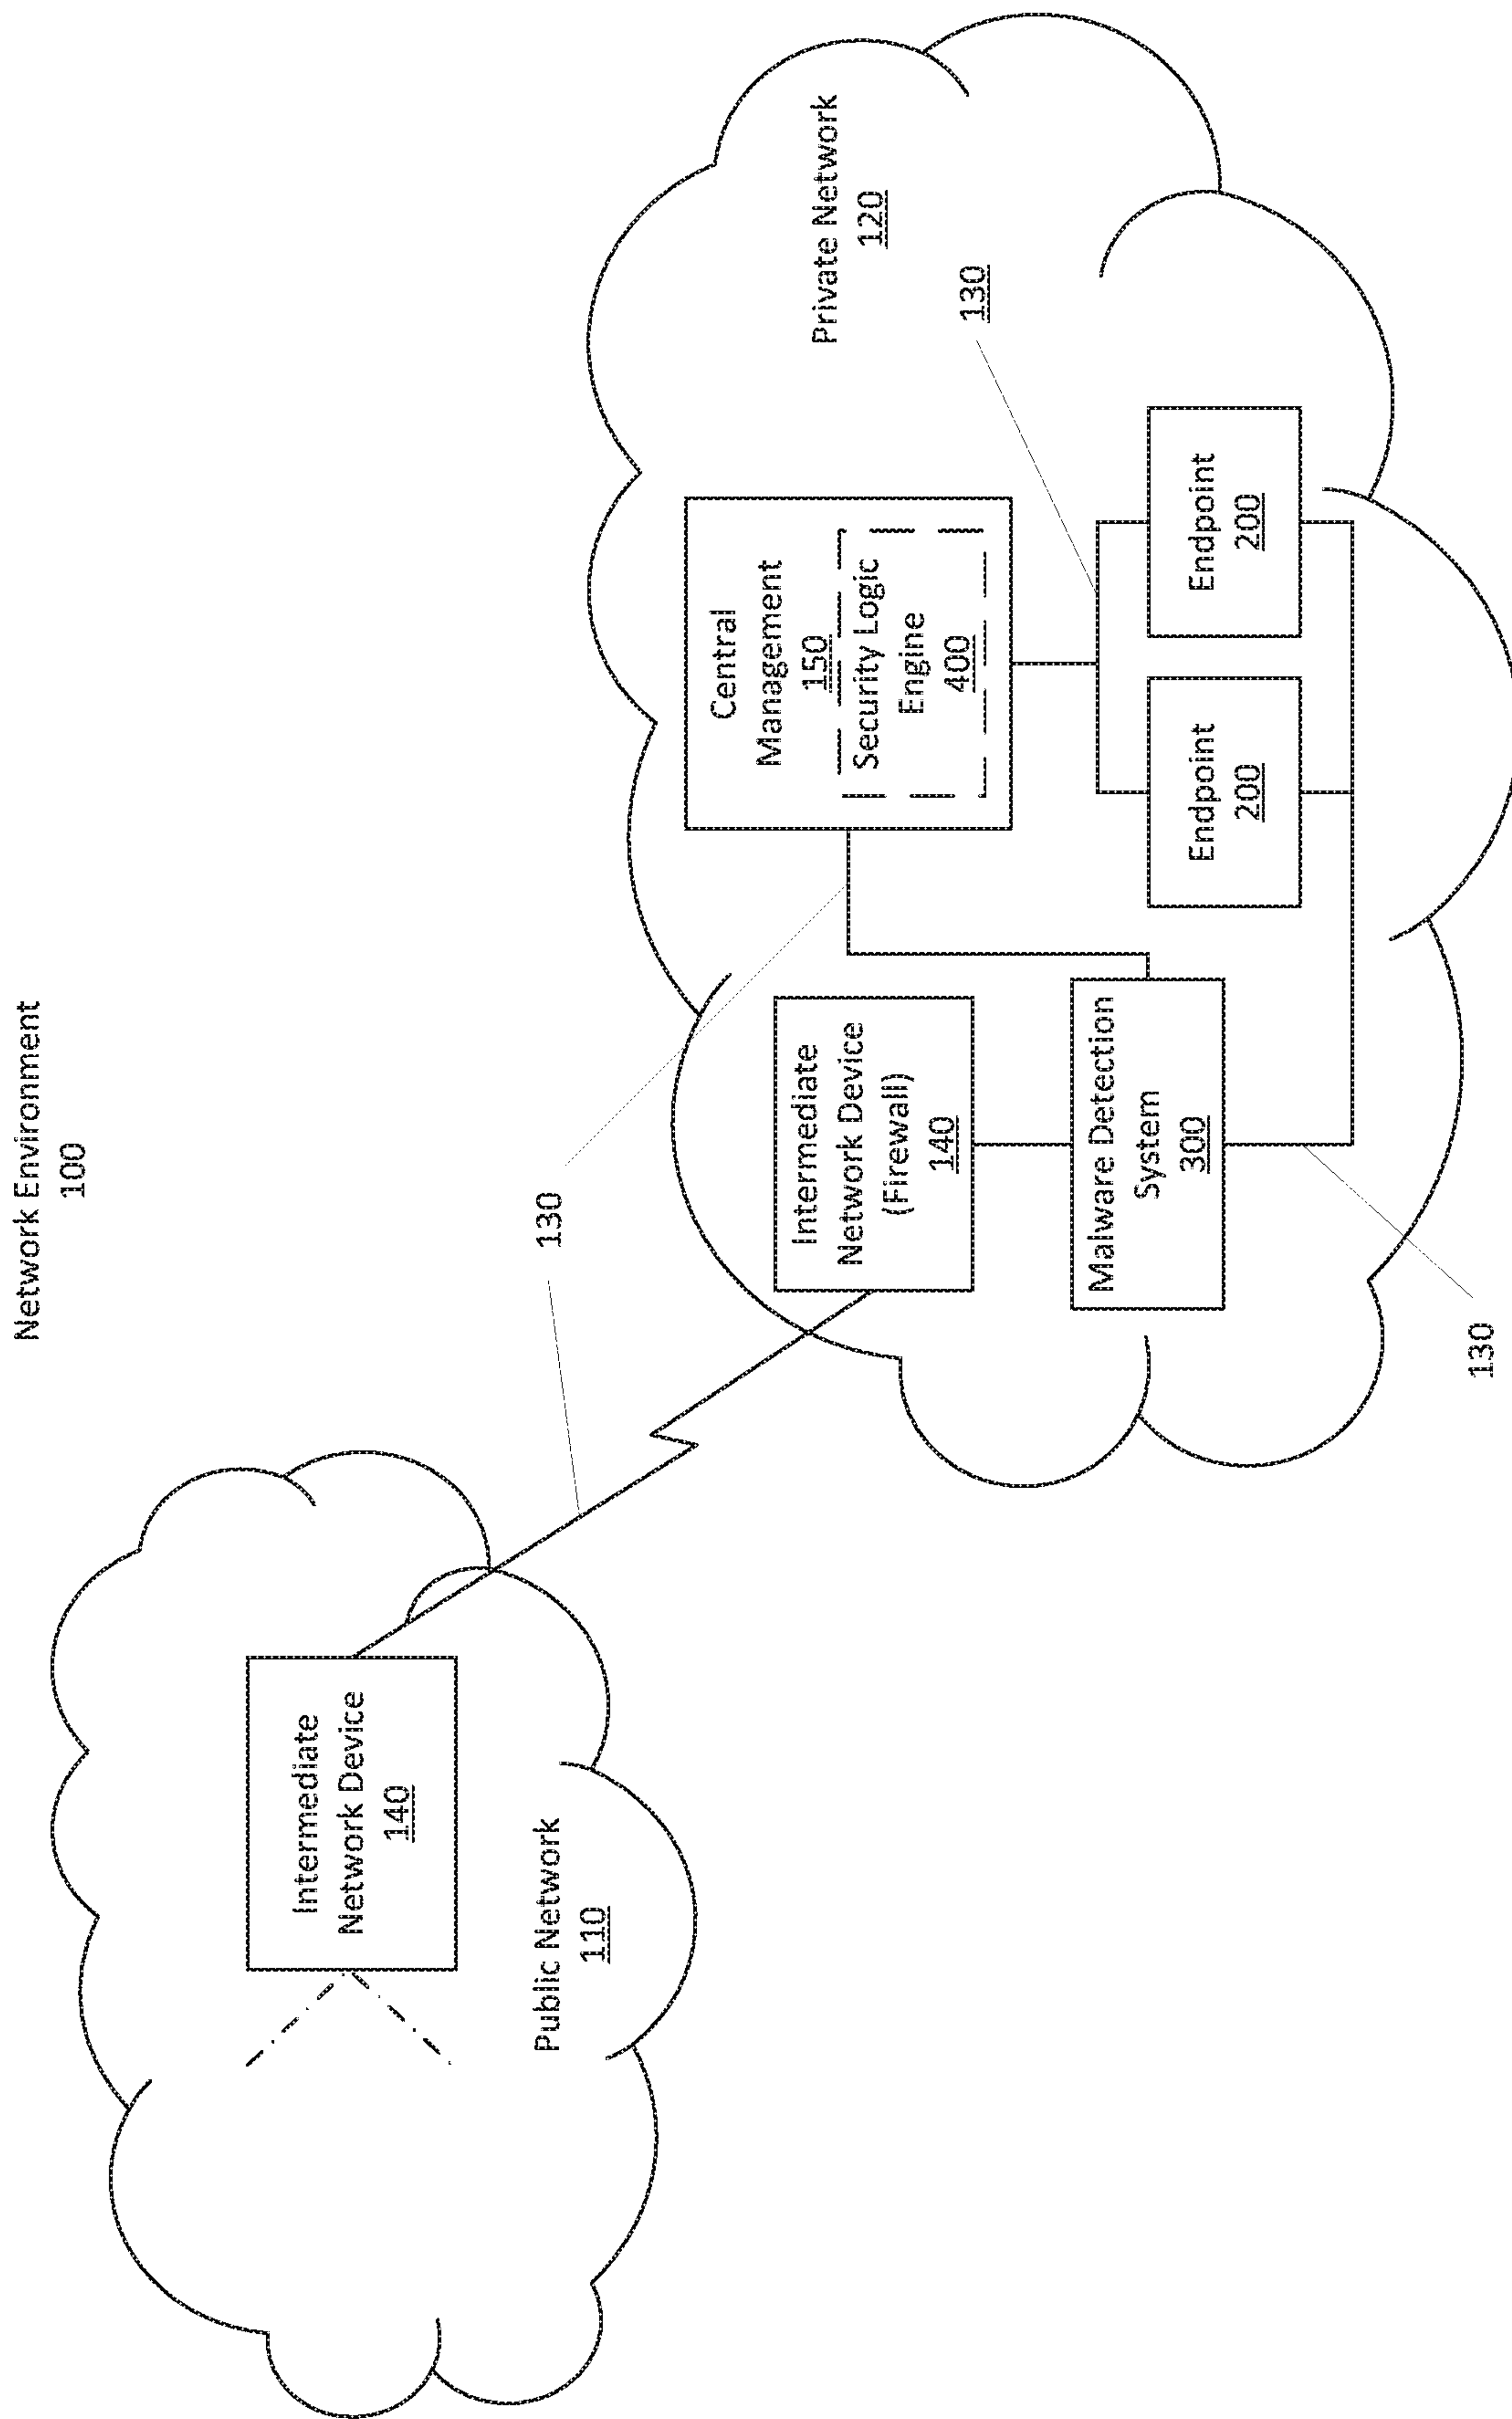 Network Environment
100
Intermediate
Network Device
140
Public Network
110
130
Central
Management
150
Security Logic
Engine
400
Private Network
120
130
Intermediate
Network Device
(Firewall)
140
Malware Detection
System
300
Endpoint
200
Endpoint
200
130